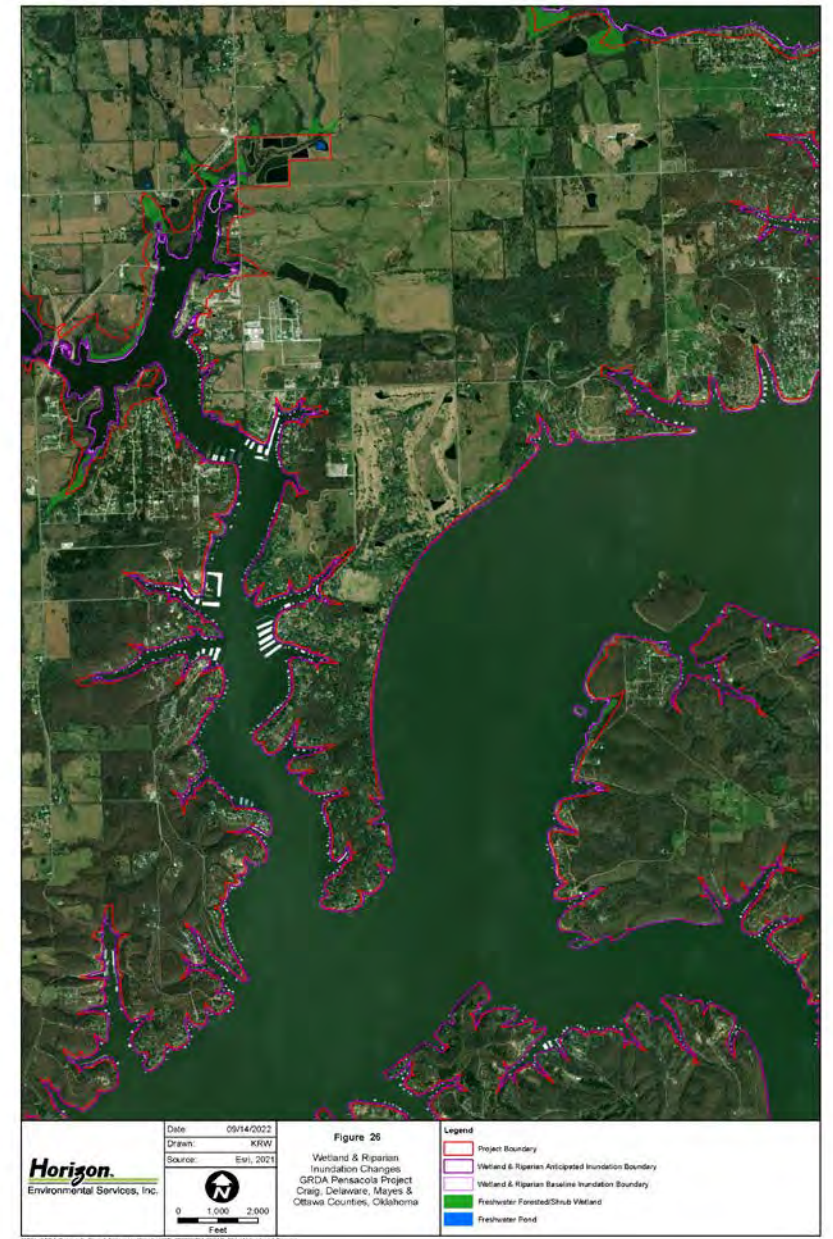 Horizon
Environmental Services, Inc.
Date: 09/14/2022
Drawn: KRW
Source: Esri, 2021
N
0 1,000 2,000
Feet
Figure 26
Wetland & Riparian
Inundation Changes
GRDA Pensacola Project
Craig, Delaware, Mayes &
Ottawa Counties, Oklahoma
Legend
Project Boundary
Wetland & Riparian Anticipated Inundation Boundary
Wetland & Riparian Baseline Inundation Boundary
Freshwater Forested/Shrub Wetland
Freshwater Pond